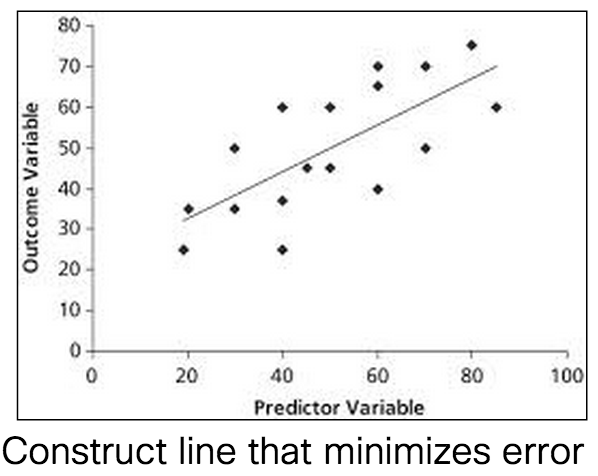 80
70
60
50
40
30
20
10
0
Outcome Variable
0 20 40 60 80 100
Predictor Variable
Construct line that minimizes error